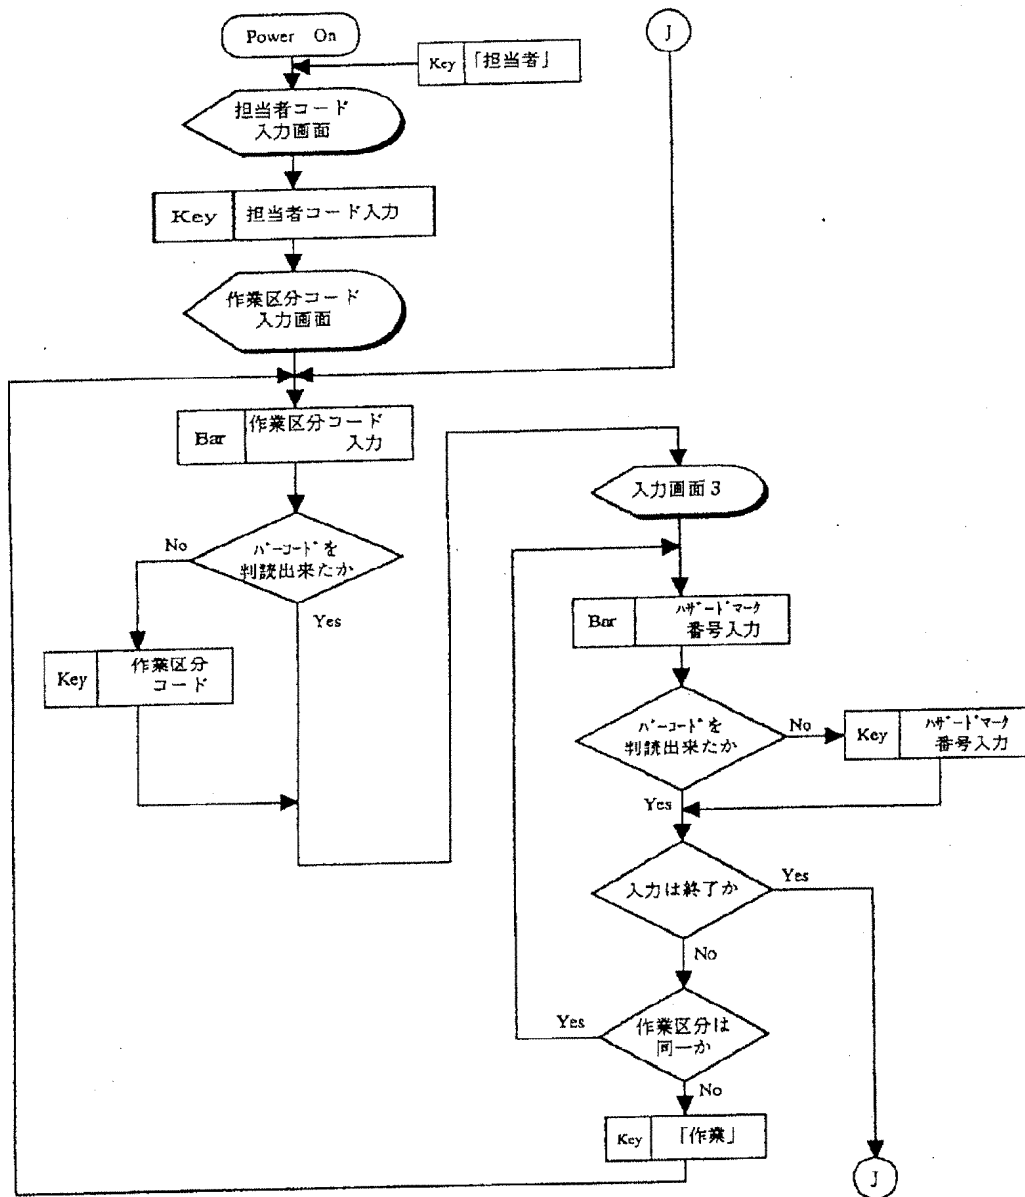 Power On
J
Key 「担当者」
担当者コード
入力画面
Key 担当者コード入力
作業区分コード
入力画面
Bar 作業区分コード
入力
No
ﾊﾞｰｺｰﾄﾞを
判読出来たか
Yes
Key 作業区分
コード
入力画面3
Bar ﾊｻﾞｰﾄﾞﾏｰｸ
番号入力
ﾊﾞｰｺｰﾄﾞを
判読出来たか
No
Key ﾊｻﾞｰﾄﾞﾏｰｸ
番号入力
Yes
入力は終了か
Yes
No
作業区分は
同一か
Yes
No
Key 「作業」
J